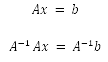 Ax = b
A⁻¹Ax = A⁻¹b